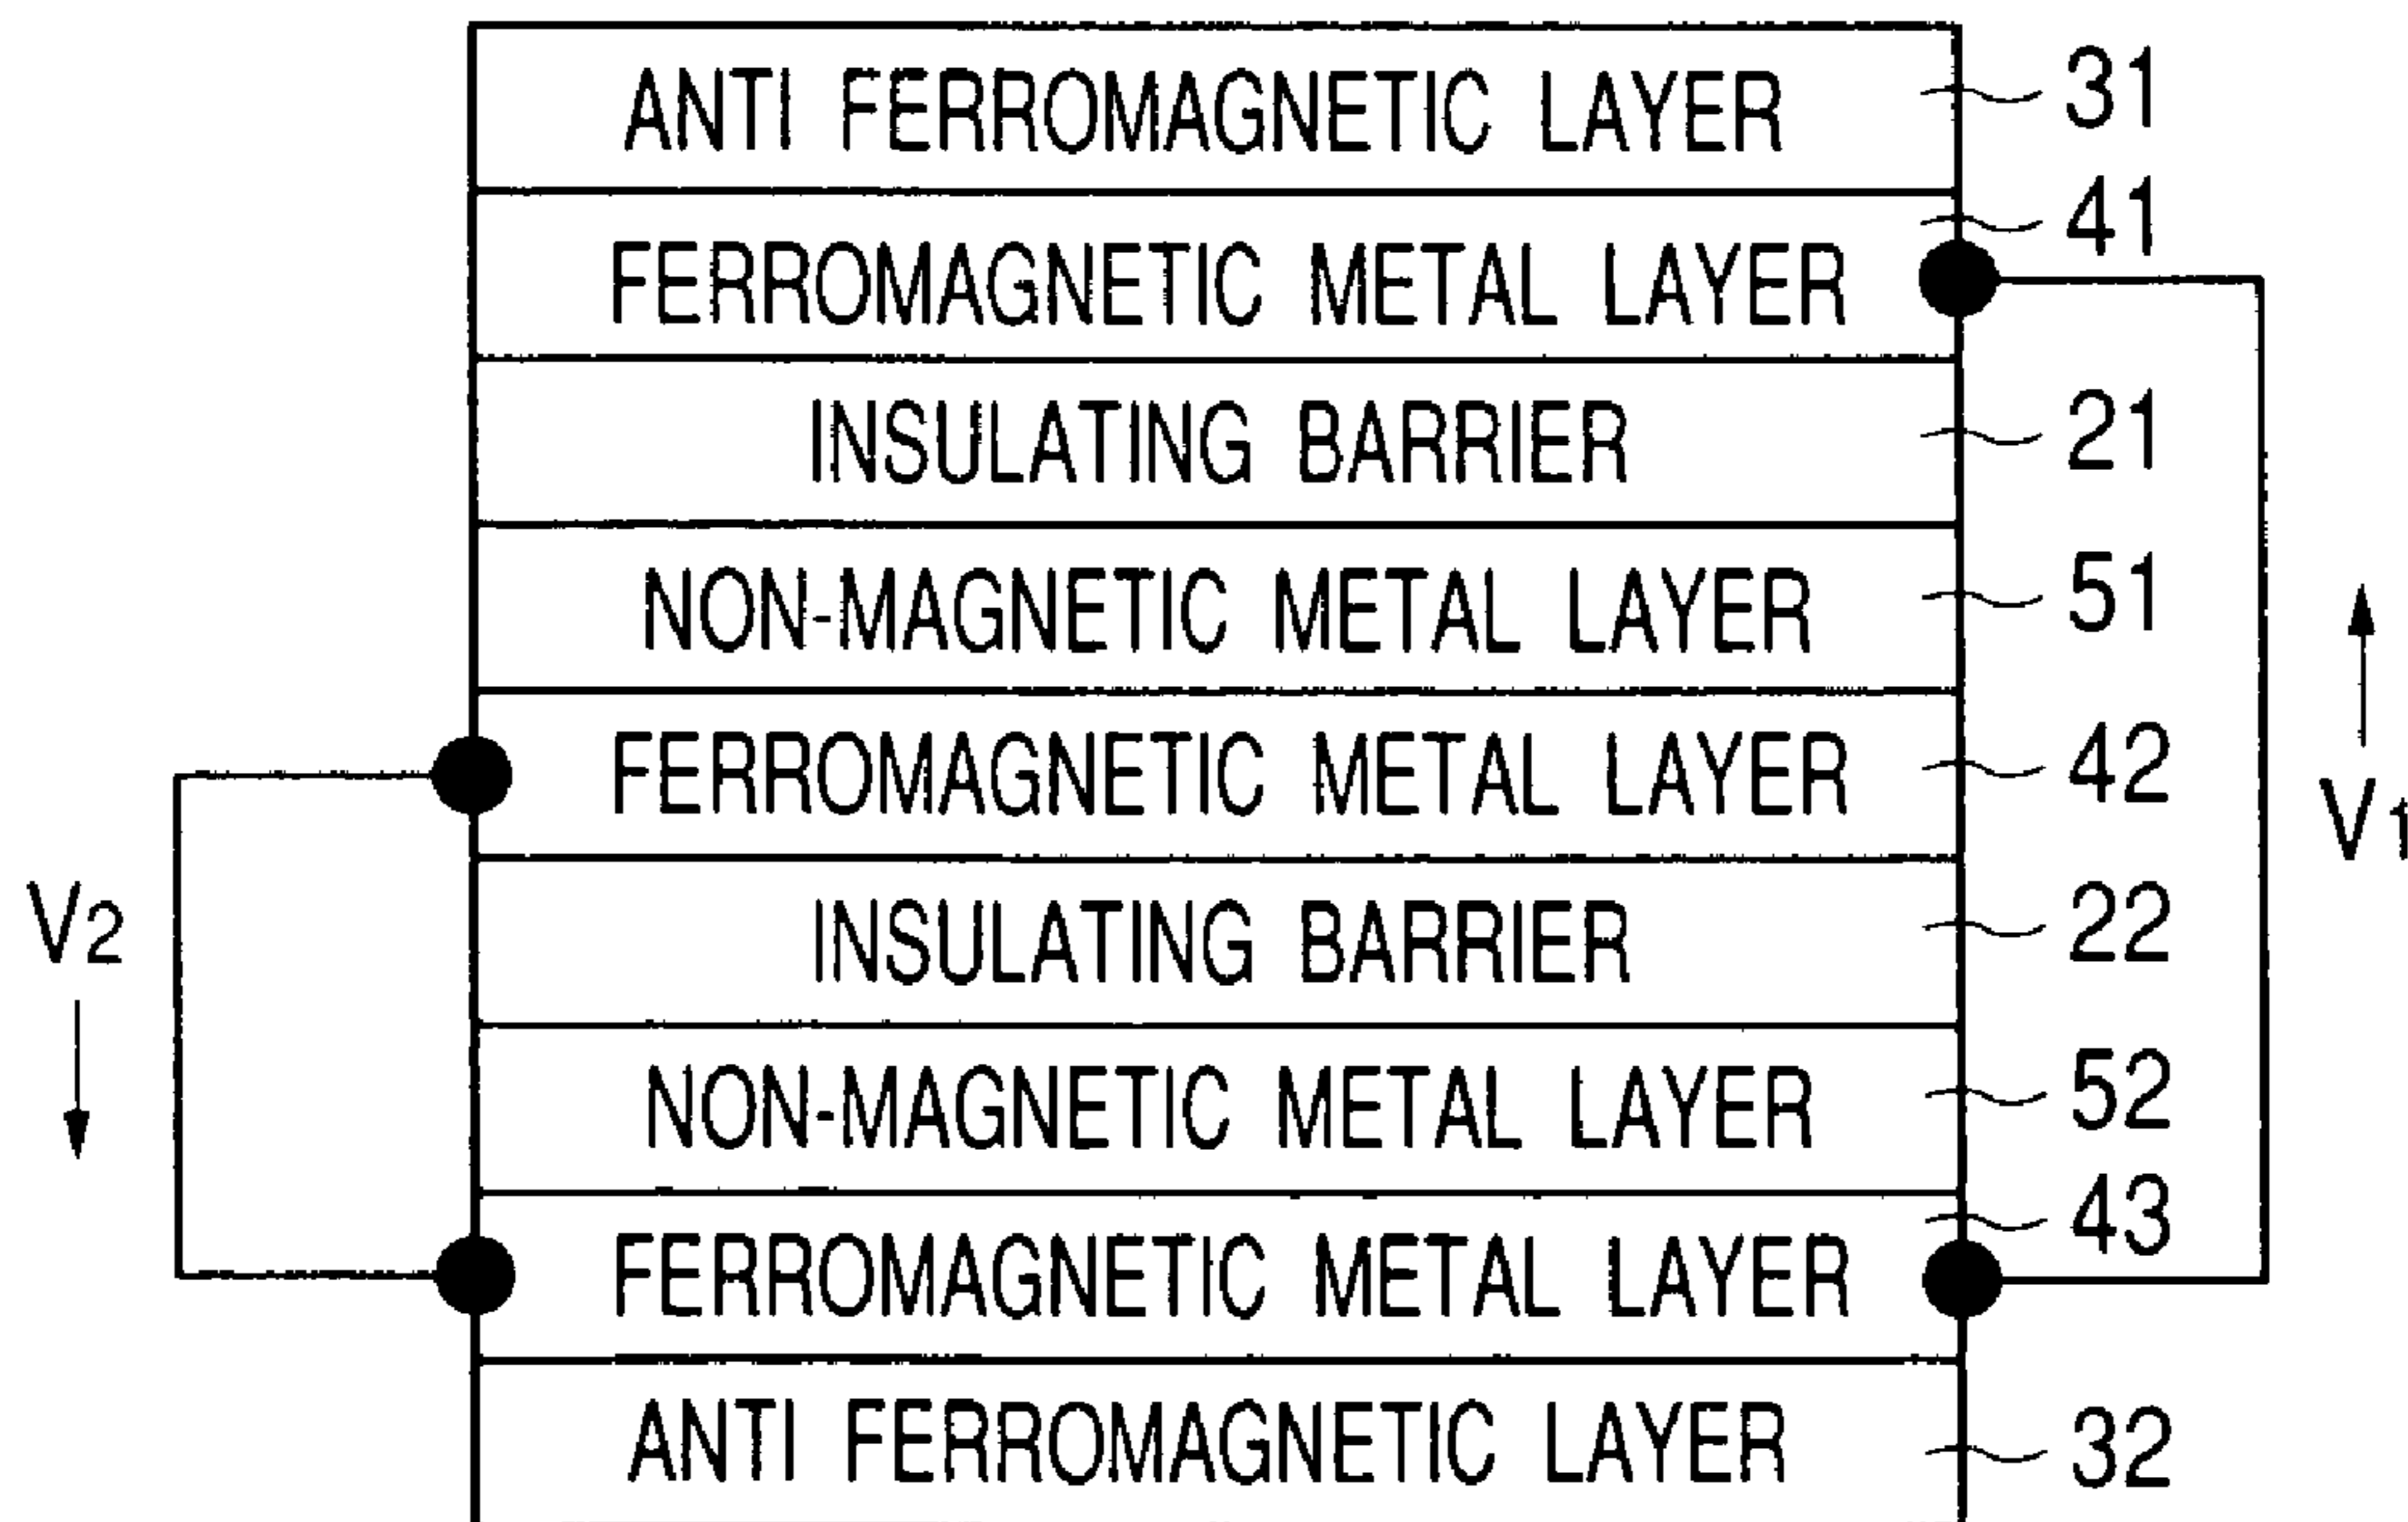 ANTI FERROMAGNETIC LAYER 31
FERROMAGNETIC METAL LAYER 41
INSULATING BARRIER 21
NON-MAGNETIC METAL LAYER 51
FERROMAGNETIC METAL LAYER 42
V1
V2
INSULATING BARRIER 22
NON-MAGNETIC METAL LAYER 52
FERROMAGNETIC METAL LAYER 43
ANTI FERROMAGNETIC LAYER 32